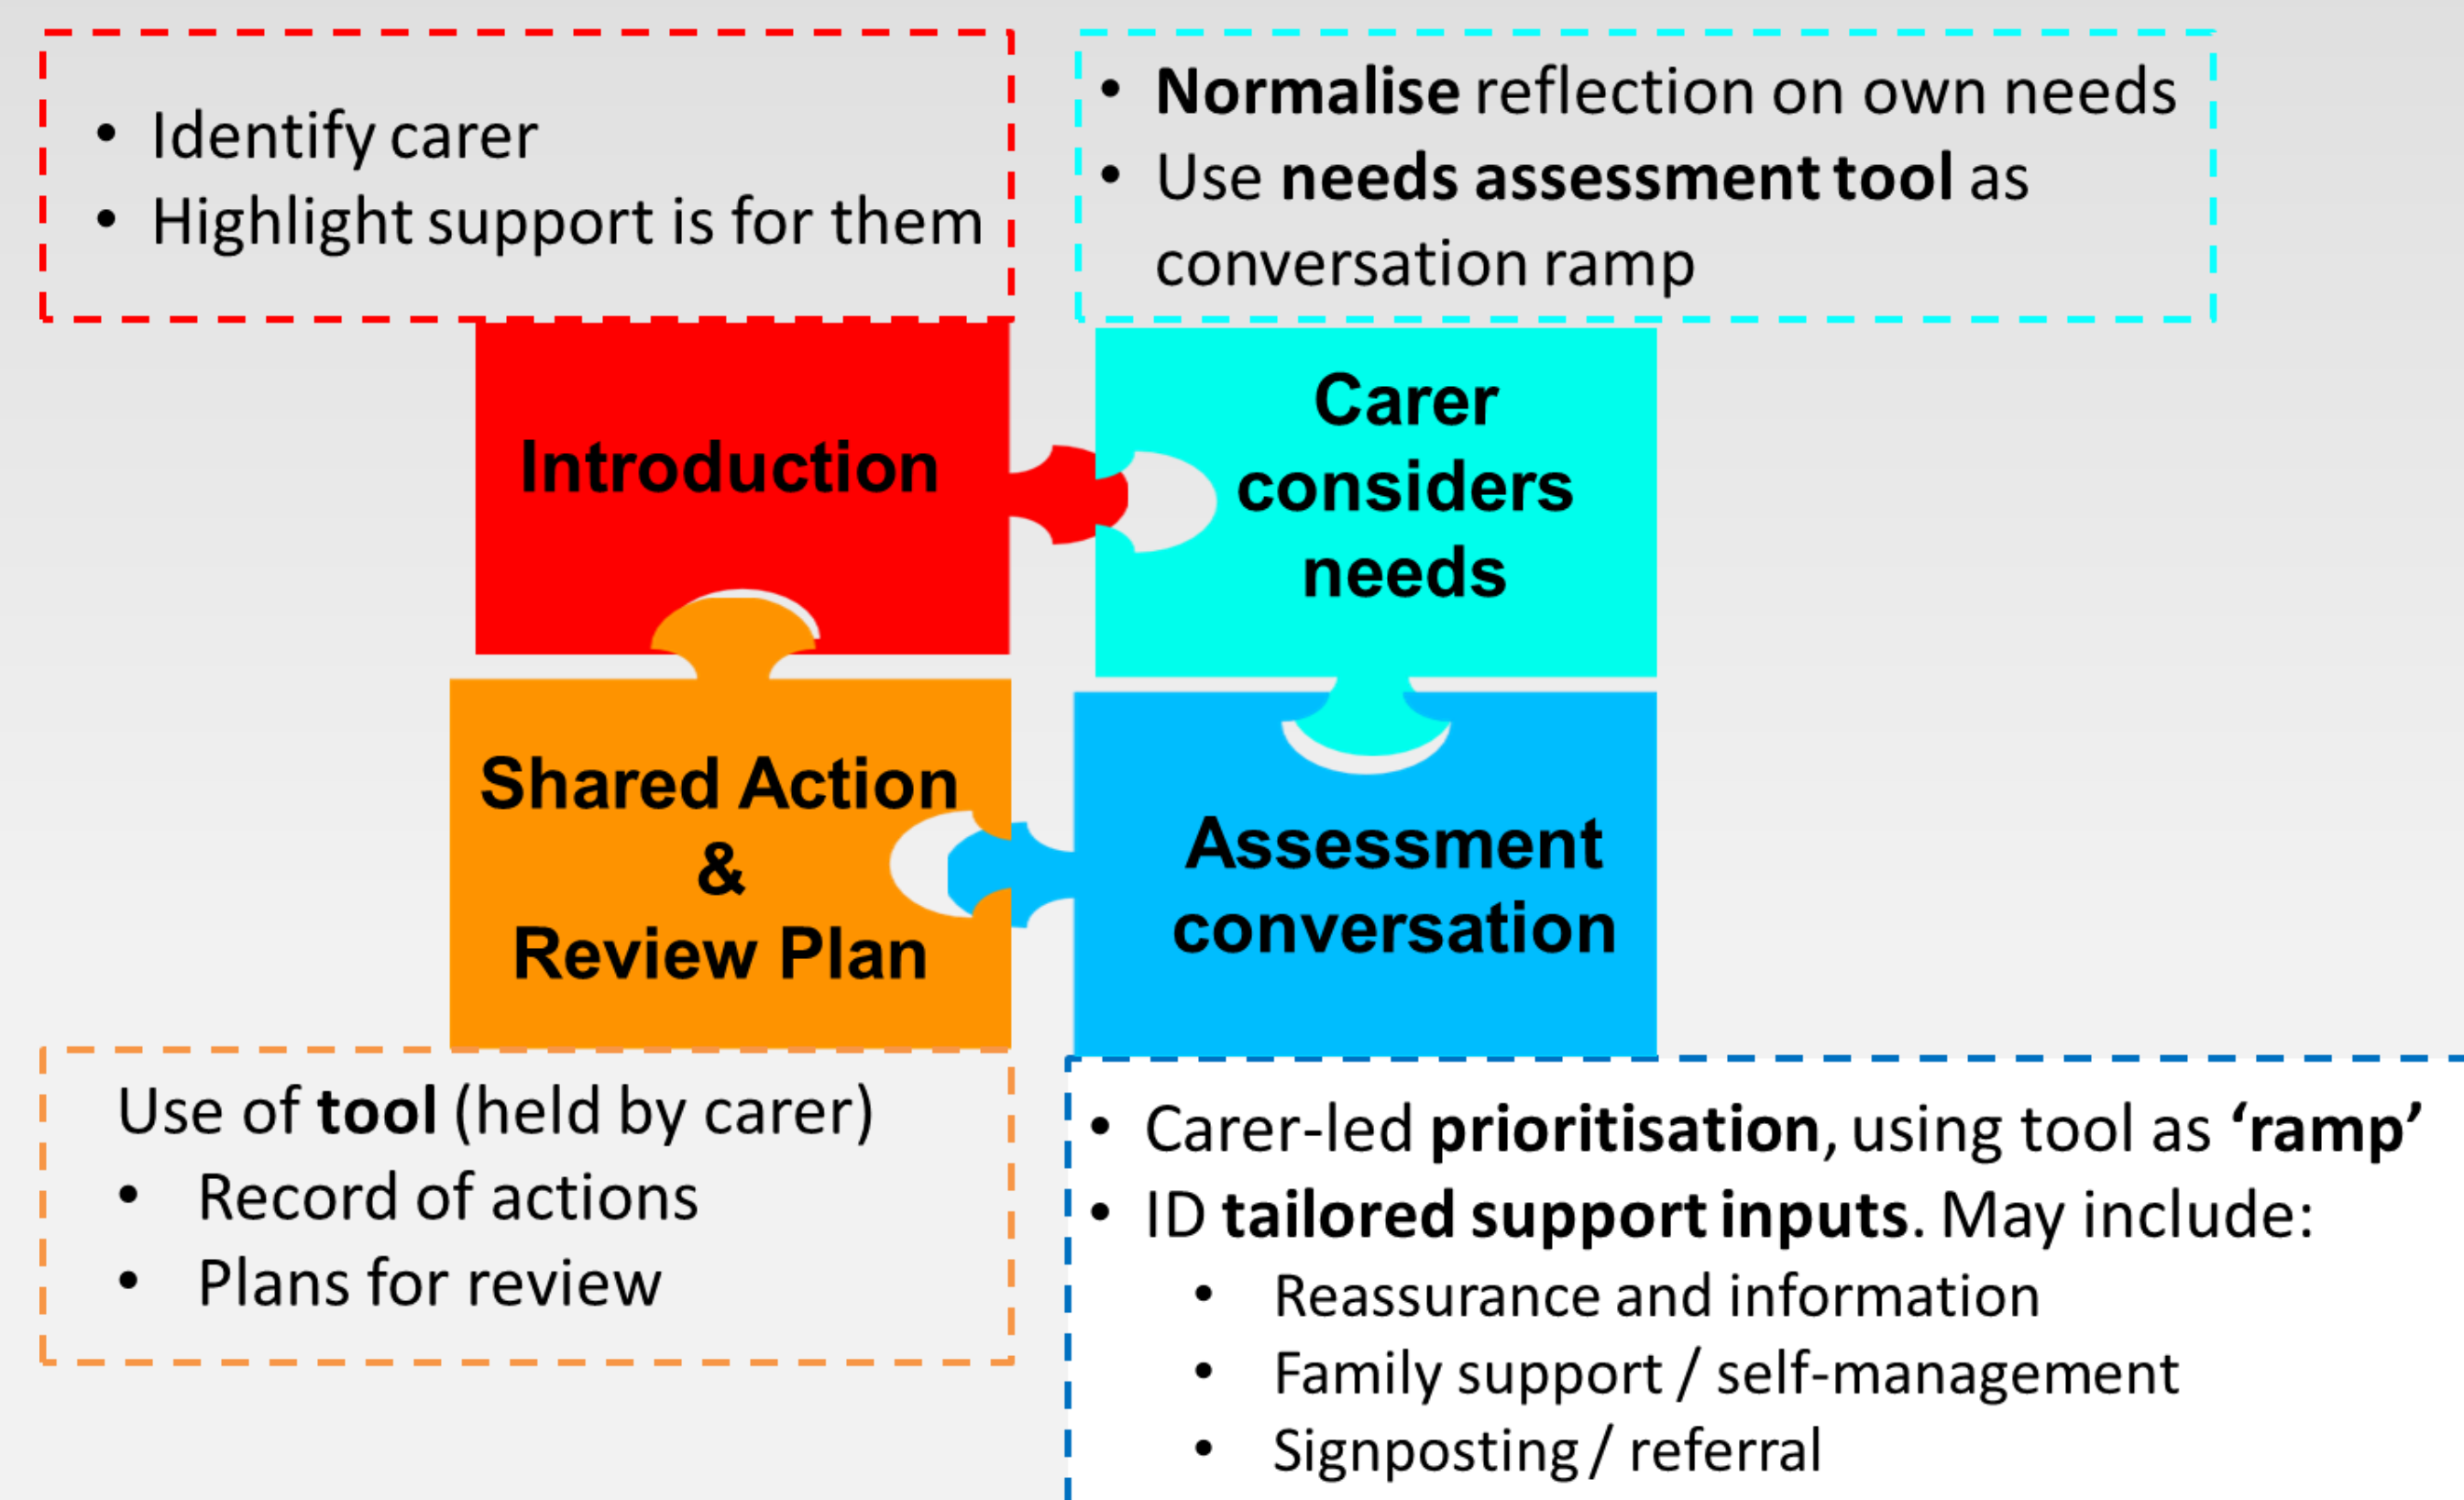 • Identify carer
• Highlight support is for them
• Normalise reflection on own needs
• Use needs assessment tool as
conversation ramp
Introduction
Carer
considers
needs
Shared Action
&
Review Plan
Assessment
conversation
Use of tool (held by carer)
• Record of actions
• Plans for review
• Carer-led prioritisation, using tool as ‘ramp’
• ID tailored support inputs. May include:
• Reassurance and information
• Family support / self-management
• Signposting / referral